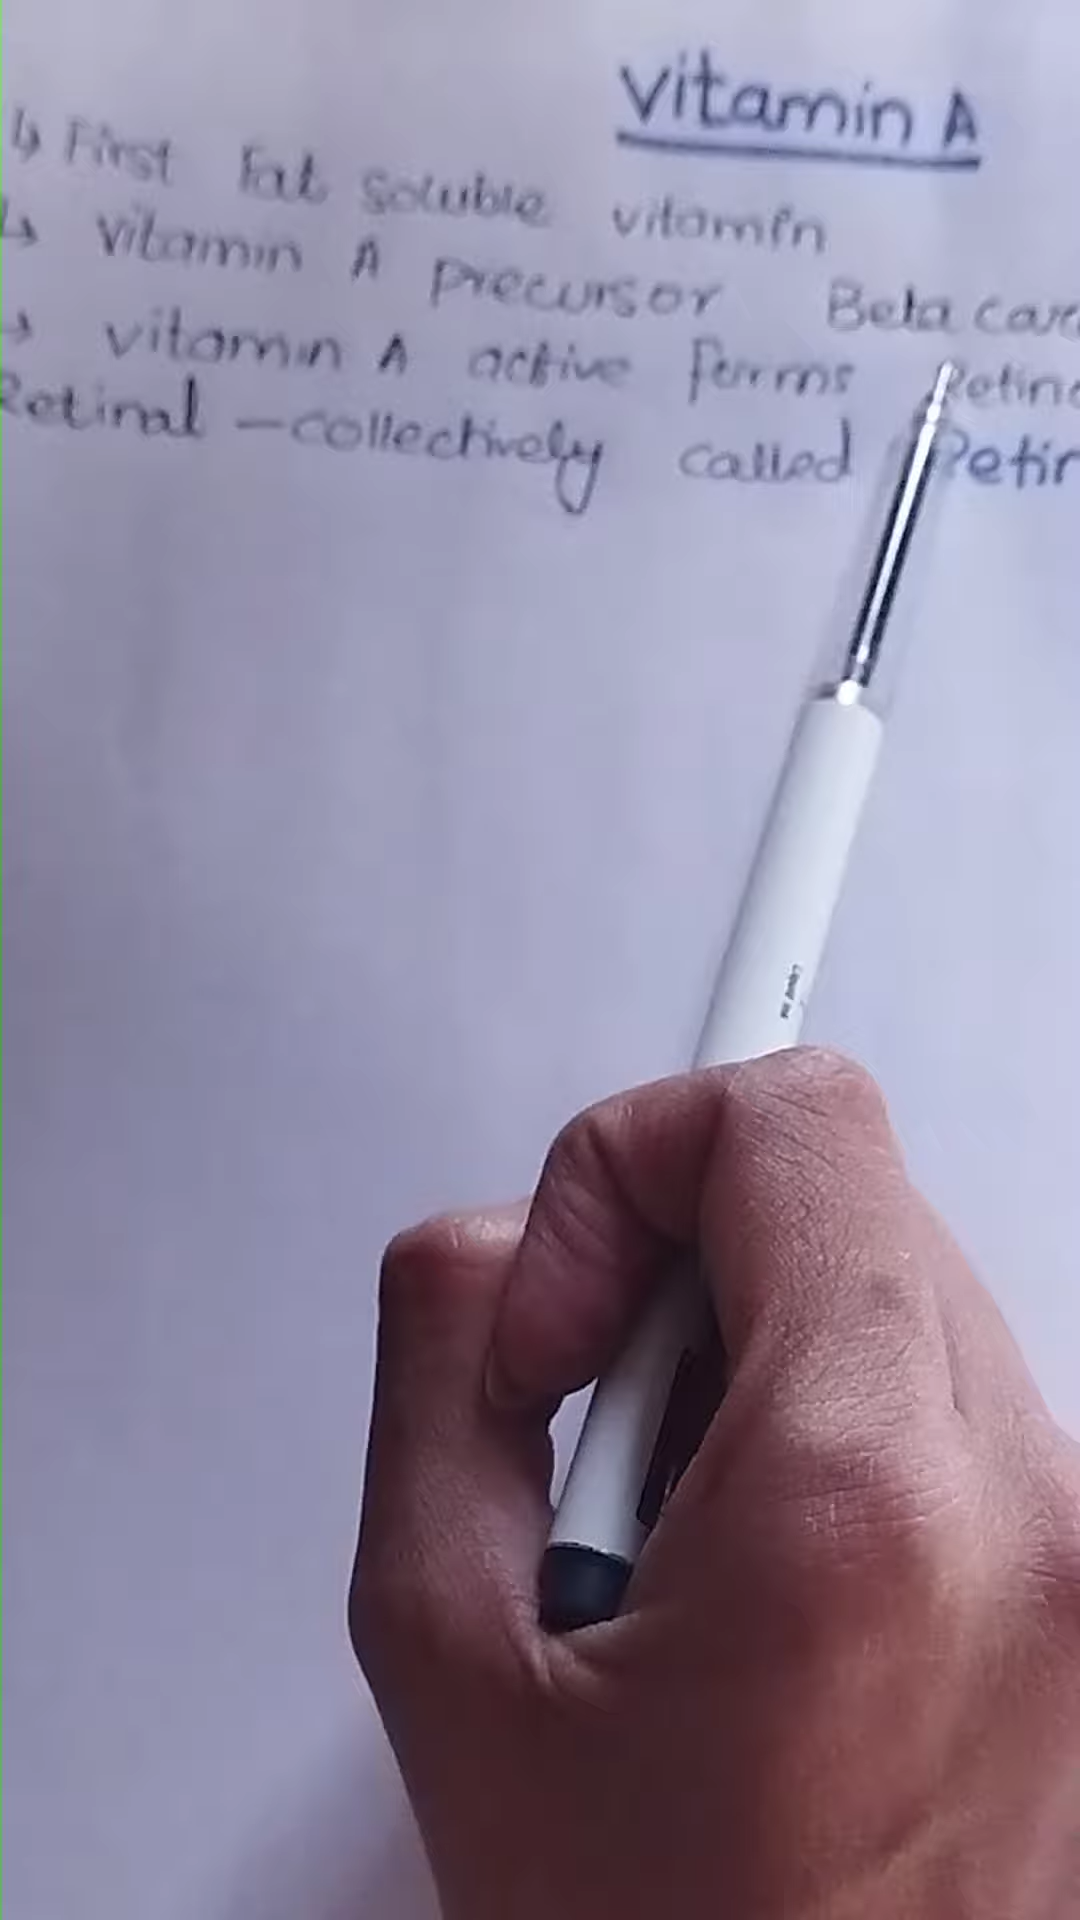 Vitamin A
↳ First Fat soluble vitamin
↳ vitamin A precursor Beta
→ vitamin A active forms
Retinal – collectively called